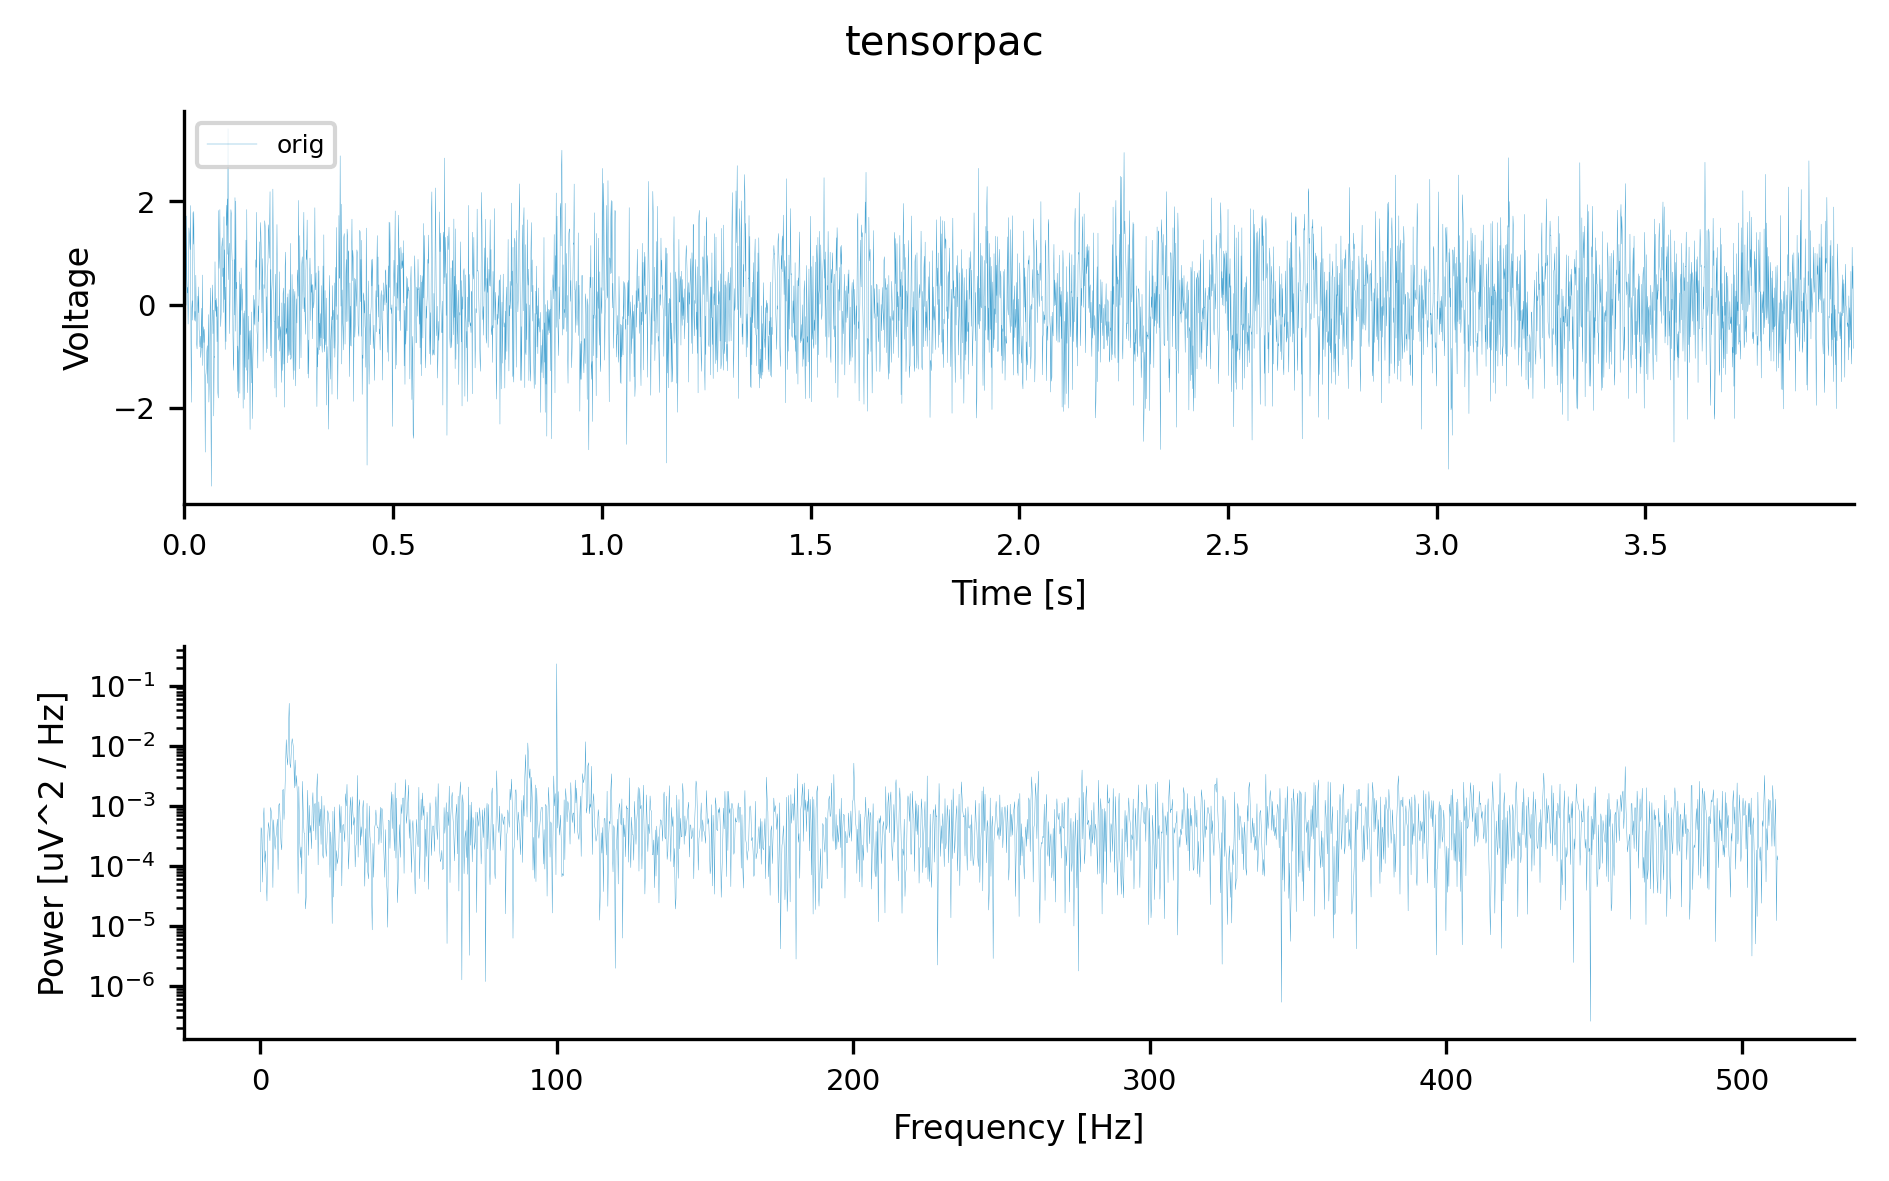 tensorpac
orig
Voltage
2
0
−2
0.0 0.5 1.0 1.5 2.0 2.5 3.0 3.5
Time [s]
Power [uV^2 / Hz]
10⁻¹
10⁻²
10⁻³
10⁻⁴
10⁻⁵
10⁻⁶
0 100 200 300 400 500
Frequency [Hz]